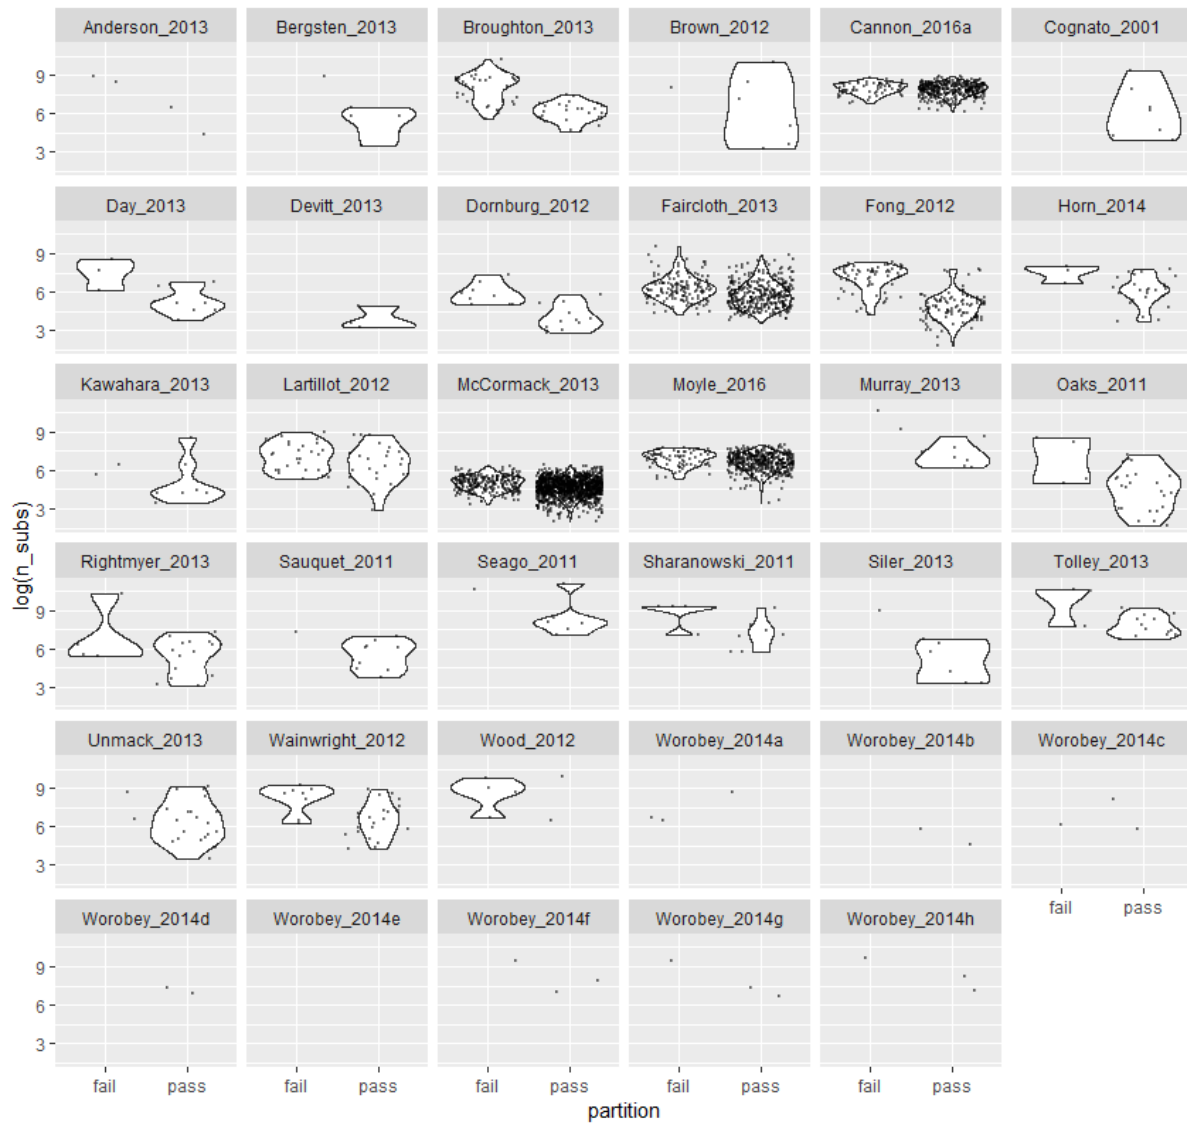 Anderson_2013 Bergsten_2013 Broughton_2013 Brown_2012 Cannon_2016a Cognato_2001
9
6
3
Day_2013 Devitt_2013 Dornburg_2012 Faircloth_2013 Fong_2012 Horn_2014
9
6
3
Kawahara_2013 Lartillot_2012 McCormack_2013 Moyle_2016 Murray_2013 Oaks_2011
9
6
3
log(n_subs)
Rightmyer_2013 Sauquet_2011 Seago_2011 Sharanowski_2011 Siler_2013 Tolley_2013
9
6
3
Unmack_2013 Wainwright_2012 Wood_2012 Worobey_2014a Worobey_2014b Worobey_2014c
9
6
3
fail pass
Worobey_2014d Worobey_2014e Worobey_2014f Worobey_2014g Worobey_2014h
9
6
3
fail pass fail pass fail pass fail pass fail pass
partition